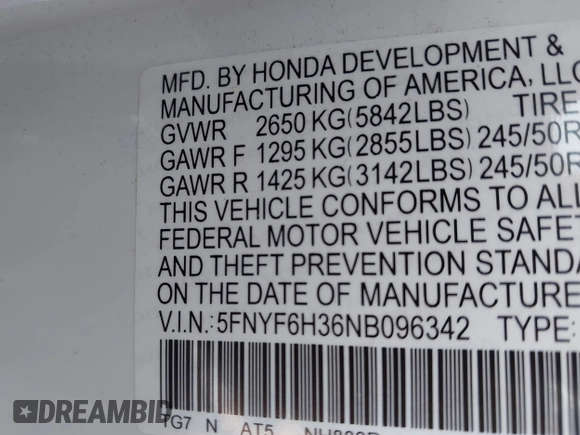 MFD. BY HONDA DEVELOPMENT &
MANUFACTURING OF AMERICA, LLC
GVWR 2650 KG(5842LBS) TIRE
GAWR F 1295 KG(2855LBS) 245/50R
GAWR R 1425 KG(3142LBS) 245/50R
THIS VEHICLE CONFORMS TO ALL
FEDERAL MOTOR VEHICLE SAFET
AND THEFT PREVENTION STANDA
ON THE DATE OF MANUFACTURE
V.I.N.:5FNYF6H36NB096342 TYPE:
TG7 N AT5
DREAMBID